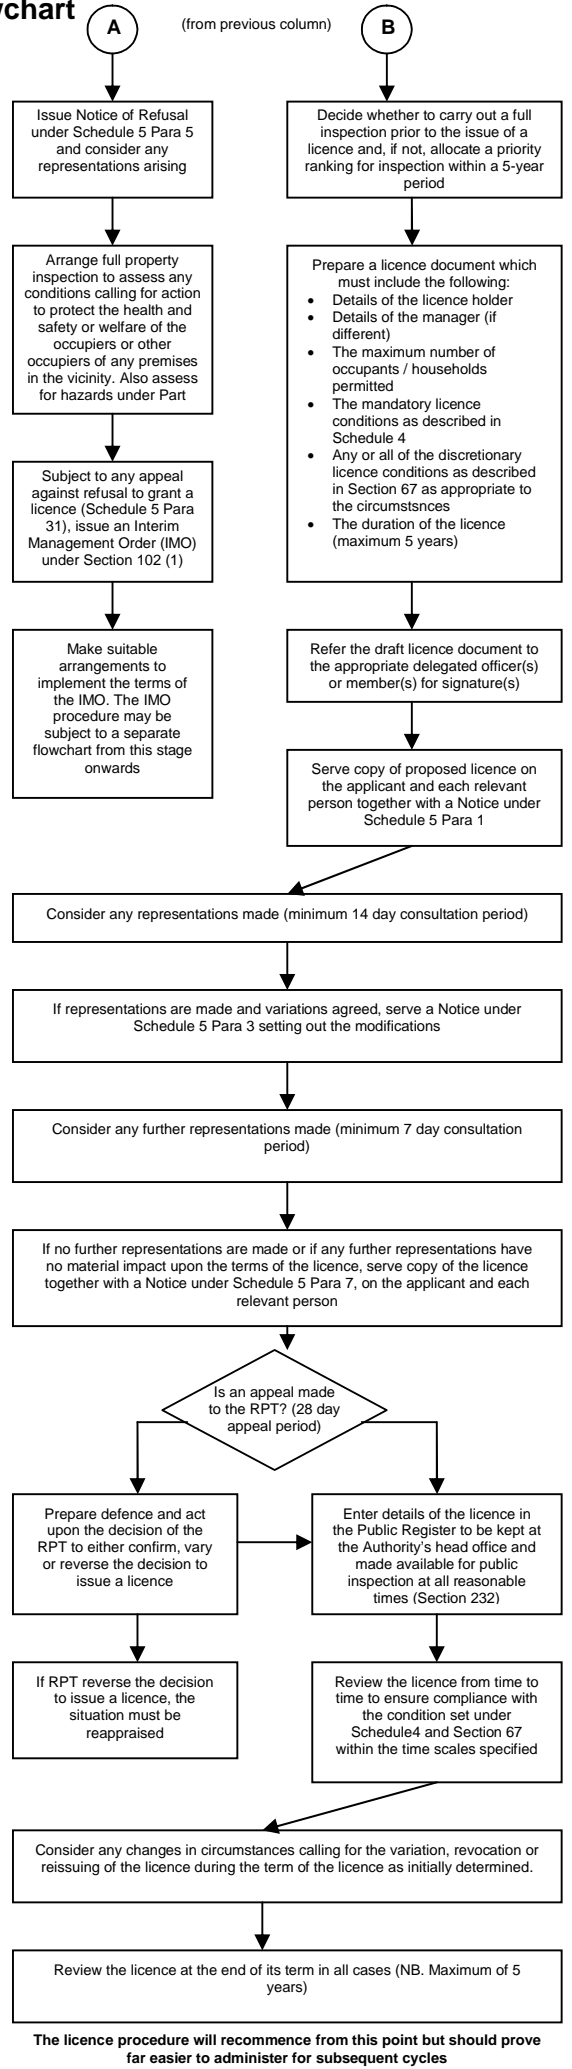 wchart
A
(from previous column)
B
Issue Notice of Refusal
under Schedule 5 Para 5
and consider any
representations arising
Arrange full property
inspection to assess any
conditions calling for action
to protect the health and
safety or welfare of the
occupiers or other
occupiers of any premises
in the vicinity. Also assess
for hazards under Part
Subject to any appeal
against refusal to grant a
licence (Schedule 5 Para
31), issue an Interim
Management Order (IMO)
under Section 102 (1)
Make suitable
arrangements to
implement the terms of
the IMO. The IMO
procedure may be
subject to a separate
flowchart from this stage
onwards
Decide whether to carry out a full
inspection prior to the issue of a
licence and, if not, allocate a priority
ranking for inspection within a 5-year
period
Prepare a licence document which
must include the following:
• Details of the licence holder
• Details of the manager (if
different)
• The maximum number of
occupants / households
permitted
• The mandatory licence
conditions as described in
Schedule 4
• Any or all of the discretionary
licence conditions as described
in Section 67 as appropriate to
the circumstsnces
• The duration of the licence
(maximum 5 years)
Refer the draft licence document to
the appropriate delegated officer(s)
or member(s) for signature(s)
Serve copy of proposed licence on
the applicant and each relevant
person together with a Notice under
Schedule 5 Para 1
Consider any representations made (minimum 14 day consultation period)
If representations are made and variations agreed, serve a Notice under
Schedule 5 Para 3 setting out the modifications
Consider any further representations made (minimum 7 day consultation
period)
If no further representations are made or if any further representations have
no material impact upon the terms of the licence, serve copy of the licence
together with a Notice under Schedule 5 Para 7, on the applicant and each
relevant person
Is an appeal made
to the RPT? (28 day
appeal period)
Prepare defence and act
upon the decision of the
RPT to either confirm, vary
or reverse the decision to
issue a licence
Enter details of the licence in
the Public Register to be kept at
the Authority's head office and
made available for public
inspection at all reasonable
times (Section 232)
If RPT reverse the decision
to issue a licence, the
situation must be
reappraised
Review the licence from time to
time to ensure compliance with
the condition set under
Schedule4 and Section 67
within the time scales specified
Consider any changes in circumstances calling for the variation, revocation or
reissuing of the licence during the term of the licence as initially determined.
Review the licence at the end of its term in all cases (NB. Maximum of 5
years)
The licence procedure will recommence from this point but should prove
far easier to administer for subsequent cycles